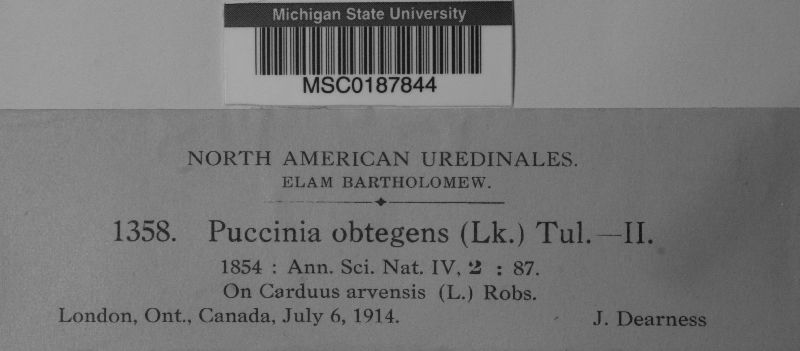 Michigan State University
MSC0187844
NORTH AMERICAN UREDINALES.
ELAM BARTHOLOMEW.
1358. Puccinia obtegens (Lk.) Tul.—II.
1854 : Ann. Sci. Nat. IV, 2 : 87.
On Carduus arvensis (L.) Robs.
London, Ont., Canada, July 6, 1914. J. Dearness